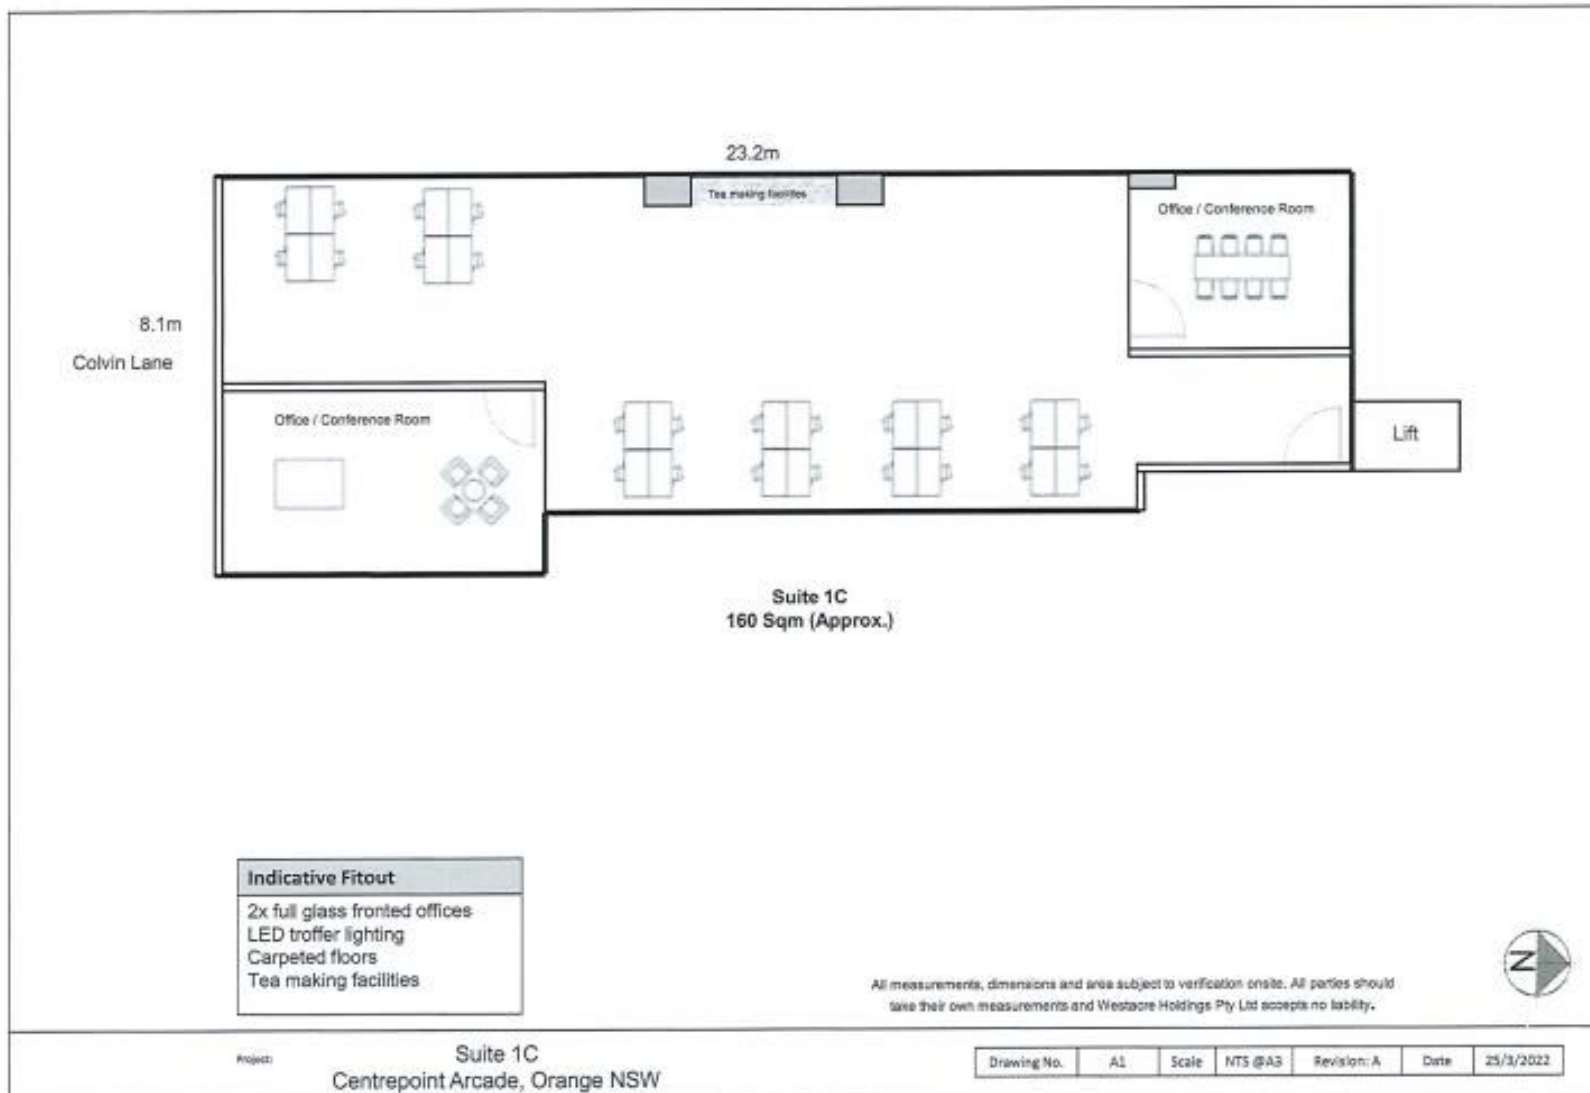 23.2m
Tea making facilities
Office / Conference Room
8.1m
Colvin Lane
Office / Conference Room
Lift
Suite 1C
160 Sqm (Approx.)
Indicative Fitout
2x full glass fronted offices
LED troffer lighting
Carpeted floors
Tea making facilities
N
All measurements, dimensions and area subject to verification onsite. All parties should
take their own measurements and Westacre Holdings Pty Ltd accepts no liability.
Project: Suite 1C
Centrepoint Arcade, Orange NSW
Drawing No. A1 Scale NTS @A3 Revision: A Date 25/3/2022